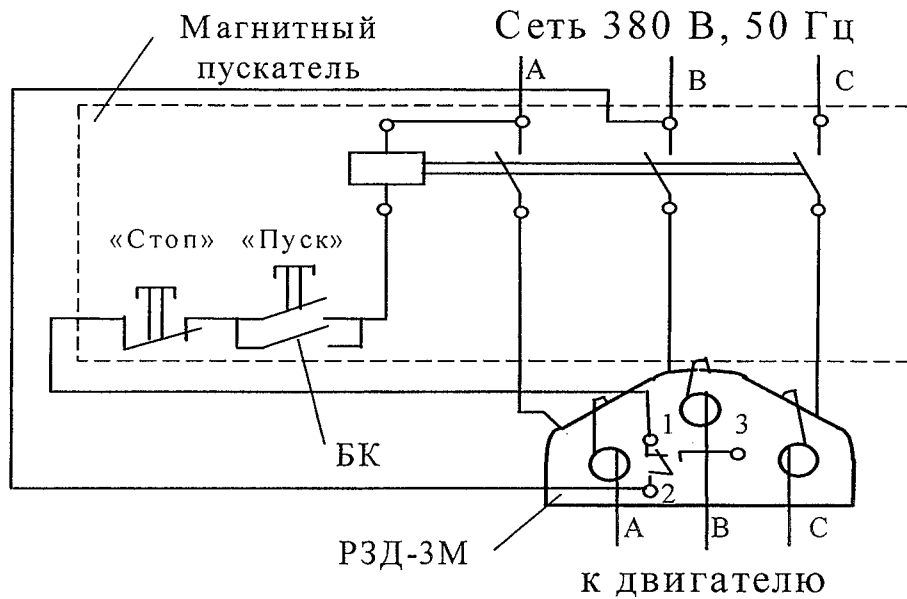 Магнитный
пускатель
Сеть 380 В, 50 Гц
А
В
С
«Стоп»
«Пуск»
БК
1
3
2
РЗД-3М
А
В
С
к двигателю